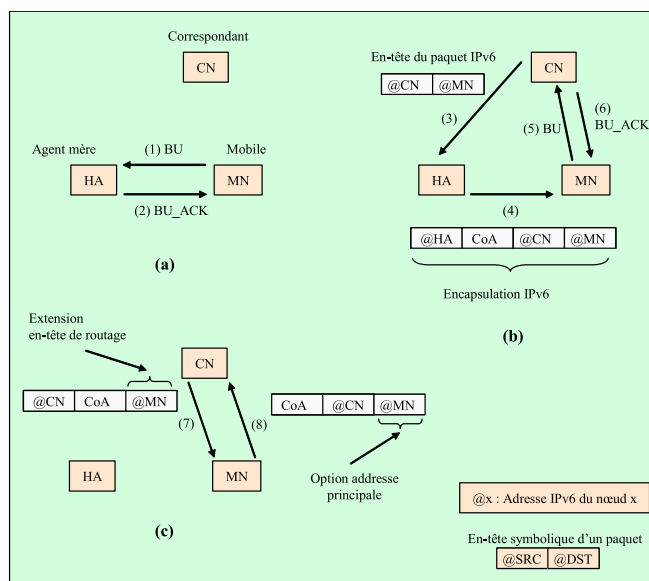 Correspondant
CN
Agent mère
(1) BU
Mobile
HA
MN
(2) BU_ACK
(a)
En-tête du paquet IPv6
@CN @MN
CN
(3)
(5) BU
(6)
BU_ACK
HA
MN
(4)
@HA CoA @CN @MN
Encapsulation IPv6
(b)
Extension
en-tête de routage
CN
@CN CoA @MN
(7)
(8)
CoA @CN @MN
HA
MN
Option addresse
principale
(c)
@x : Adresse IPv6 du nœud x
En-tête symbolique d’un paquet
@SRC @DST